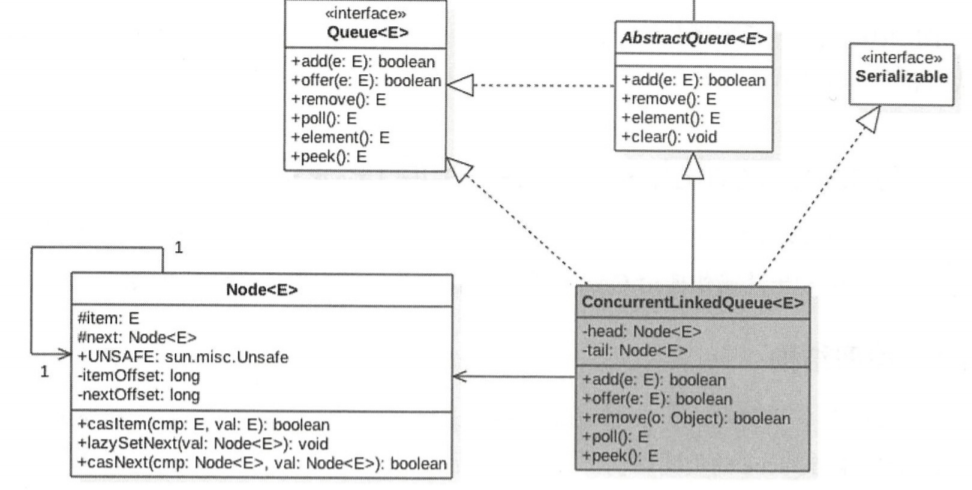 «interface»
Queue<E>
+add(e: E): boolean
+offer(e: E): boolean
+remove(): E
+poll(): E
+element(): E
+peek(): E
AbstractQueue<E>
+add(e: E): boolean
+remove(): E
+element(): E
+clear(): void
«interface»
Serializable
1
1
Node<E>
#item: E
#next: Node<E>
+UNSAFE: sun.misc.Unsafe
-itemOffset: long
-nextOffset: long
+casItem(cmp: E, val: E): boolean
+lazySetNext(val: Node<E>): void
+casNext(cmp: Node<E>, val: Node<E>): boolean
ConcurrentLinkedQueue<E>
-head: Node<E>
-tail: Node<E>
+add(e: E): boolean
+offer(e: E): boolean
+remove(o: Object): boolean
+poll(): E
+peek(): E